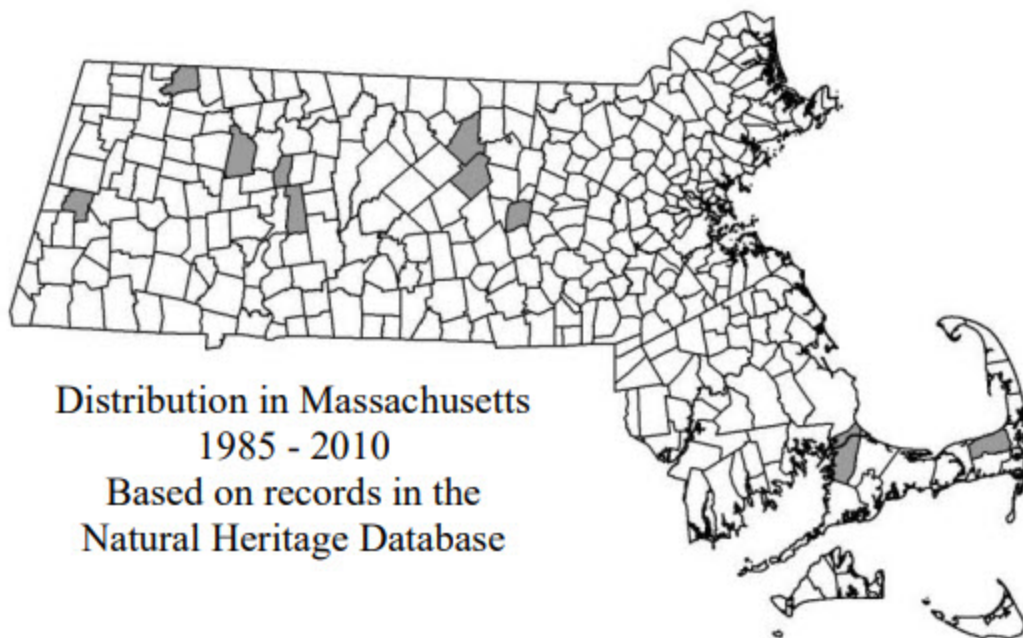 Distribution in Massachusetts
1985 - 2010
Based on records in the
Natural Heritage Database